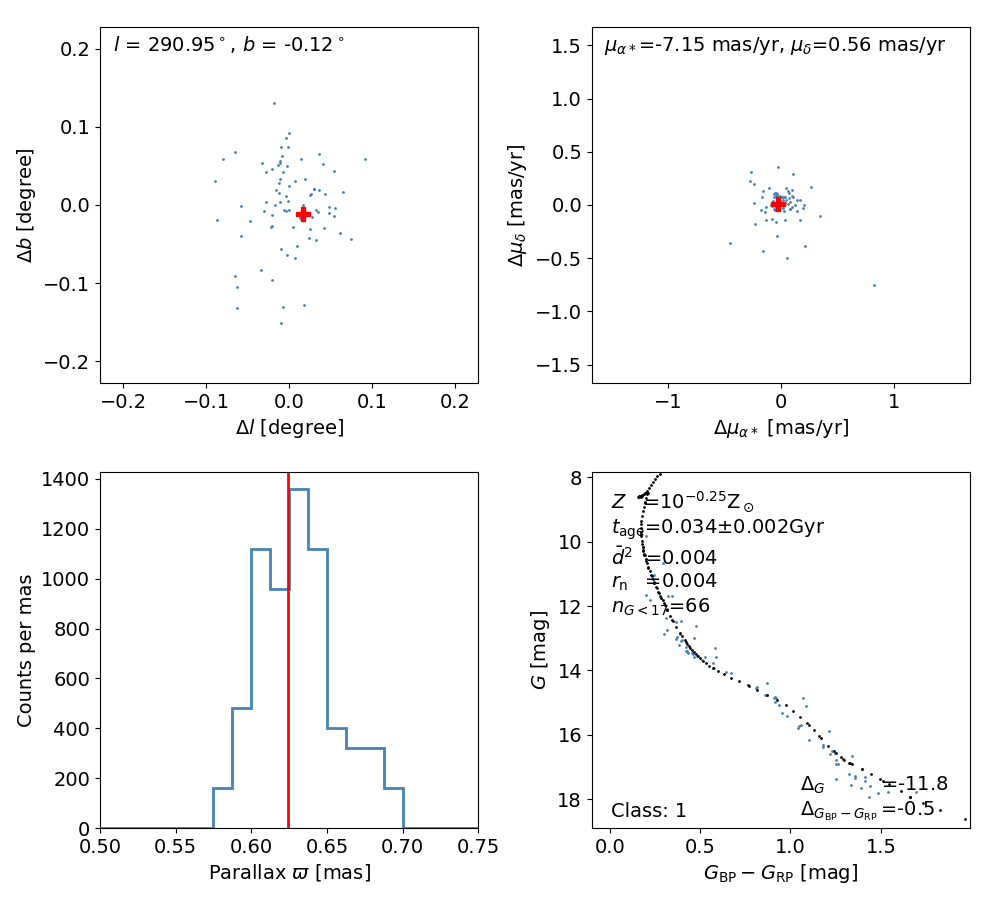 l = 290.95°, b = -0.12°
0.2
0.1
0.0
−0.1
−0.2
Δb [degree]
−0.2 −0.1 0.0 0.1 0.2
Δl [degree]
μα∗=-7.15 mas/yr, μδ=0.56 mas/yr
1.5
1.0
0.5
0.0
−0.5
−1.0
−1.5
Δμδ [mas/yr]
−1 0 1
Δμα∗ [mas/yr]
1400
1200
1000
800
600
400
200
0
Counts per mas
0.50 0.55 0.60 0.65 0.70 0.75
Parallax ϖ [mas]
8
10
12
14
16
18
G [mag]
Z =10^−0.25 Z⊙
tage=0.034±0.002Gyr
d̄² =0.004
rn =0.004
nG<17=66
ΔG =-11.8
ΔGBP−GRP=-0.5
Class: 1
0.0 0.5 1.0 1.5
GBP − GRP [mag]